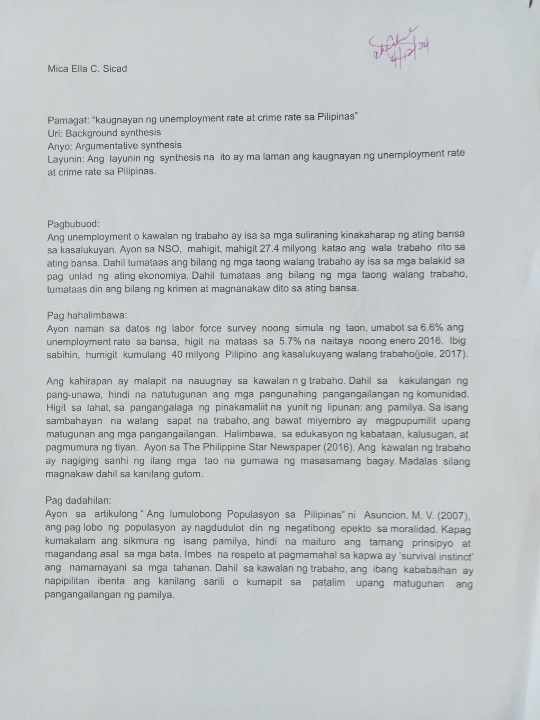 4/12/24
Mica Ella C. Sicad
Pamagat: "kaugnayan ng unemployment rate at crime rate sa Pilipinas"
Uri: Background synthesis
Anyo: Argumentative synthesis
Layunin: Ang layunin ng synthesis na ito ay ma laman ang kaugnayan ng unemployment rate
at crime rate sa Pilipinas.
Pagbubuod:
Ang unemployment o kawalan ng trabaho ay isa sa mga suliraning kinakaharap ng ating bansa
sa kasalukuyan. Ayon sa NSO, mahigit, mahigit 27.4 milyong katao ang wala trabaho rito sa
ating bansa. Dahil tumataas ang bilang ng mga taong walang trabaho ay isa sa mga balakid sa
pag unlad ng ating ekonomiya. Dahil tumataas ang bilang ng mga taong walang trabaho,
tumataas din ang bilang ng krimen at magnanakaw dito sa ating bansa.
Pag hahalimbawa:
Ayon naman sa datos ng labor force survey noong simula ng taon, umabot sa 6.6% ang
unemployment rate sa bansa, higit na mataas sa 5.7% na naitaya noong enero 2016. Ibig
sabihin, humigit kumulang 40 milyong Pilipino ang kasalukuyang walang trabaho(jole, 2017).
Ang kahirapan ay malapit na nauugnay sa kawalan n g trabaho. Dahil sa kakulangan ng
pang-unawa, hindi na natutugunan ang mga pangunahing pangangailangan ng komunidad.
Higit sa lahat, sa pangangalaga ng pinakamaliit na yunit ng lipunan: ang pamilya. Sa isang
sambahayan na walang sapat na trabaho, ang bawat miyembro ay magpupumilit upang
matugunan ang mga pangangailangan. Halimbawa, sa edukasyon ng kabataan, kalusugan, at
pagmumura ng tiyan. Ayon sa The Philippine Star Newspaper (2016). Ang kawalan ng trabaho
ay nagiging sanhi ng ilang mga tao na gumawa ng masasamang bagay. Madalas silang
magnakaw dahil sa kanilang gutom.
Pag dadahilan:
Ayon sa artikulong " Ang lumulobong Populasyon sa Pilipinas" ni Asuncion, M. V. (2007),
ang pag lobo ng populasyon ay nagdudulot din ng negatibong epekto sa moralidad. Kapag
kumakalam ang sikmura ng isang pamilya, hindi na maituro ang tamang prinsipyo at
magandang asal sa mga bata. Imbes na respeto at pagmamahal sa kapwa ay 'survival instinct'
ang namamayani sa mga tahanan. Dahil sa kawalan ng trabaho, ang ibang kababaihan ay
napipilitan ibenta ang kanilang sarili o kumapit sa patalim upang matugunan ang
pangangailangan ng pamilya.